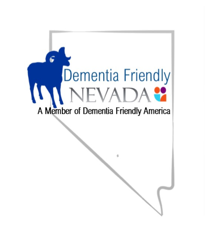 Dementia Friendly
NEVADA
A Member of Dementia Friendly America